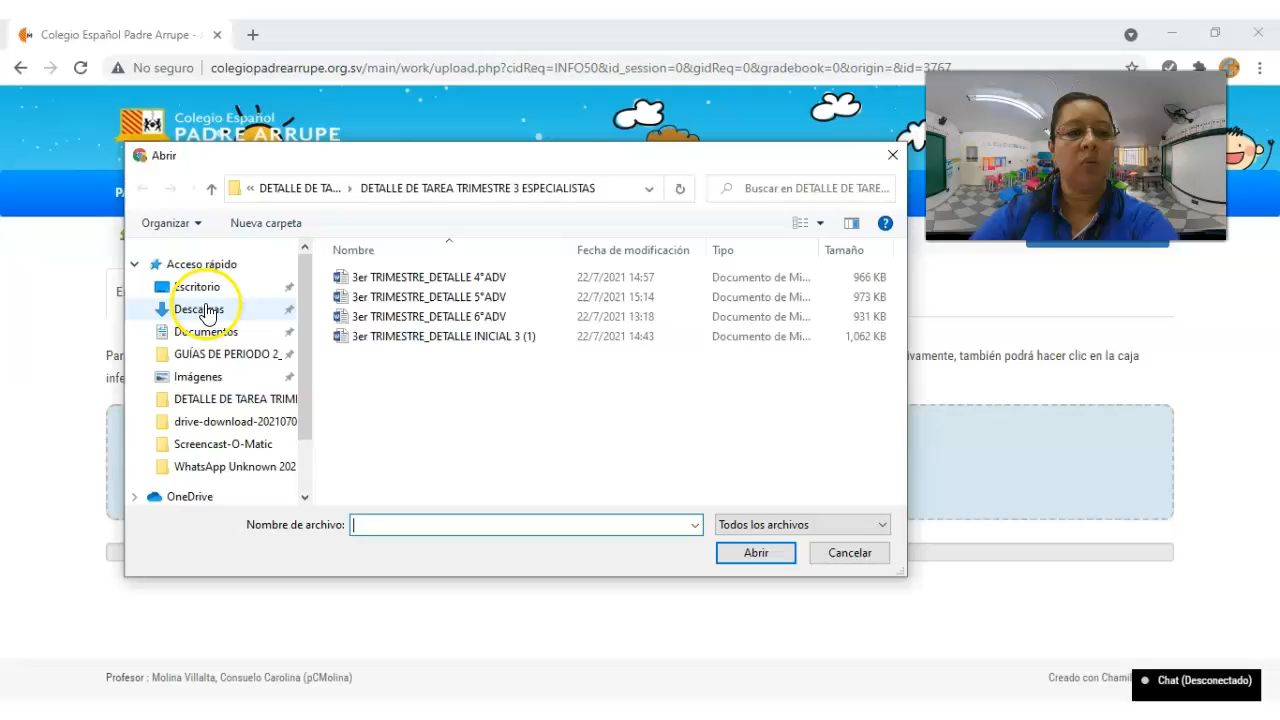 Colegio Español Padre Arrupe -
No seguro
colegiopadrearrupe.org.sv/main/work/upload.php?cidReq=INFO50&id_session=0&gidReq=0&gradebook=0&origin=&id=3767
Colegio Español
PADRE ARRUPE
Abrir
« DETALLE DE TA... › DETALLE DE TAREA TRIMESTRE 3 ESPECIALISTAS
Buscar en DETALLE DE TARE...
Organizar
Nueva carpeta
Nombre
Fecha de modificación
Tipo
Tamaño
Acceso rápido
Escritorio
Descargas
Documentos
GUÍAS DE PERIODO 2_
Imágenes
DETALLE DE TAREA TRIMI
drive-download-2021070
Screencast-O-Matic
WhatsApp Unknown 202
OneDrive
3er TRIMESTRE_DETALLE 4°ADV 22/7/2021 14:57 Documento de Mi... 966 KB
3er TRIMESTRE_DETALLE 5°ADV 22/7/2021 15:14 Documento de Mi... 973 KB
3er TRIMESTRE_DETALLE 6°ADV 22/7/2021 13:18 Documento de Mi... 931 KB
3er TRIMESTRE_DETALLE INICIAL 3 (1) 22/7/2021 14:43 Documento de Mi... 1,062 KB
Nombre de archivo:
Todos los archivos
Abrir
Cancelar
Par
ivamente, también podrá hacer clic en la caja
infe
Profesor : Molina Villalta, Consuelo Carolina (pCMolina)
Creado con Chamil
Chat (Desconectado)